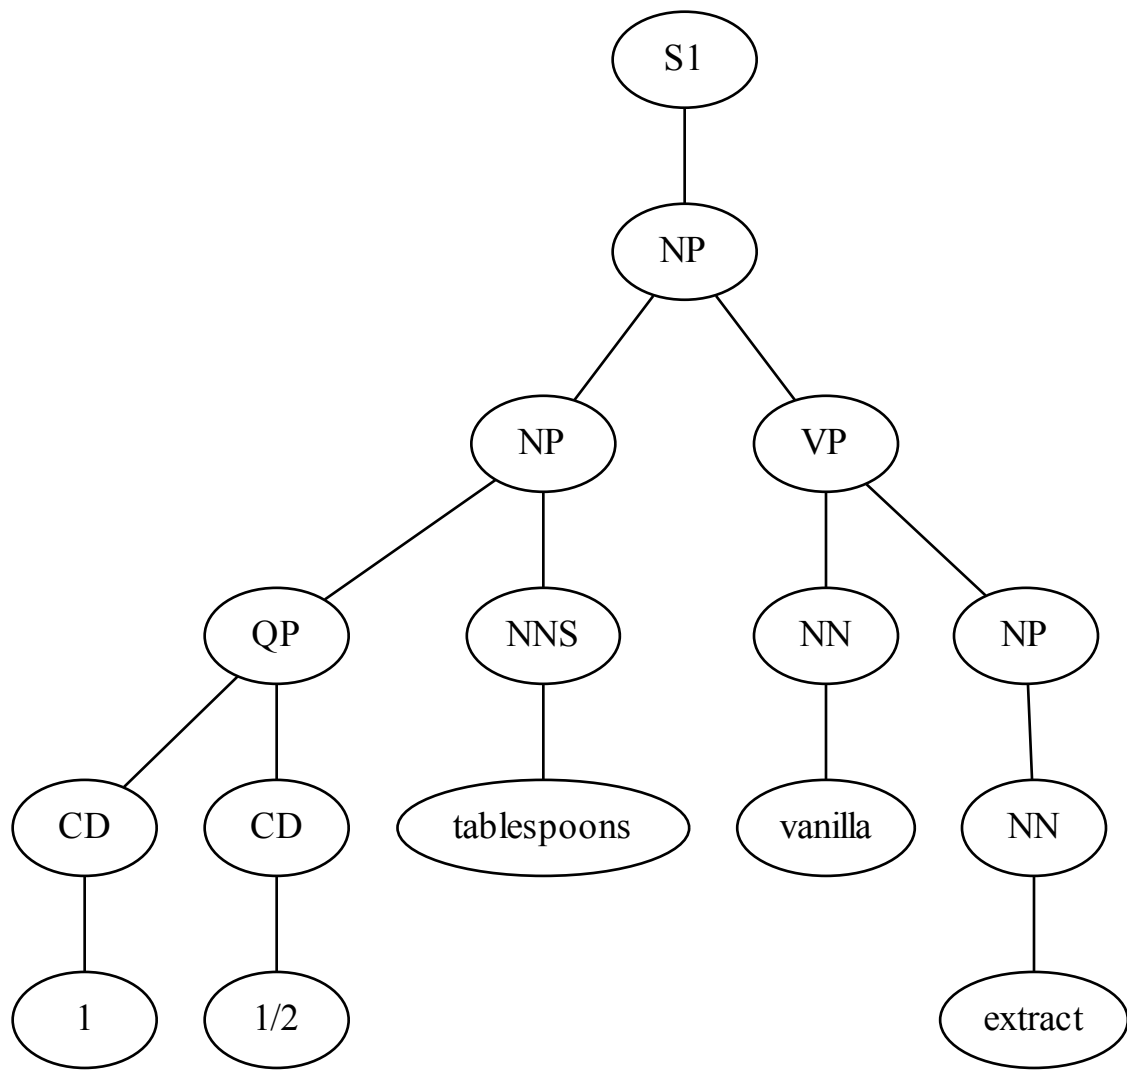 S1
NP
NP VP
QP NNS NN NP
CD CD tablespoons vanilla NN
1 1/2 extract